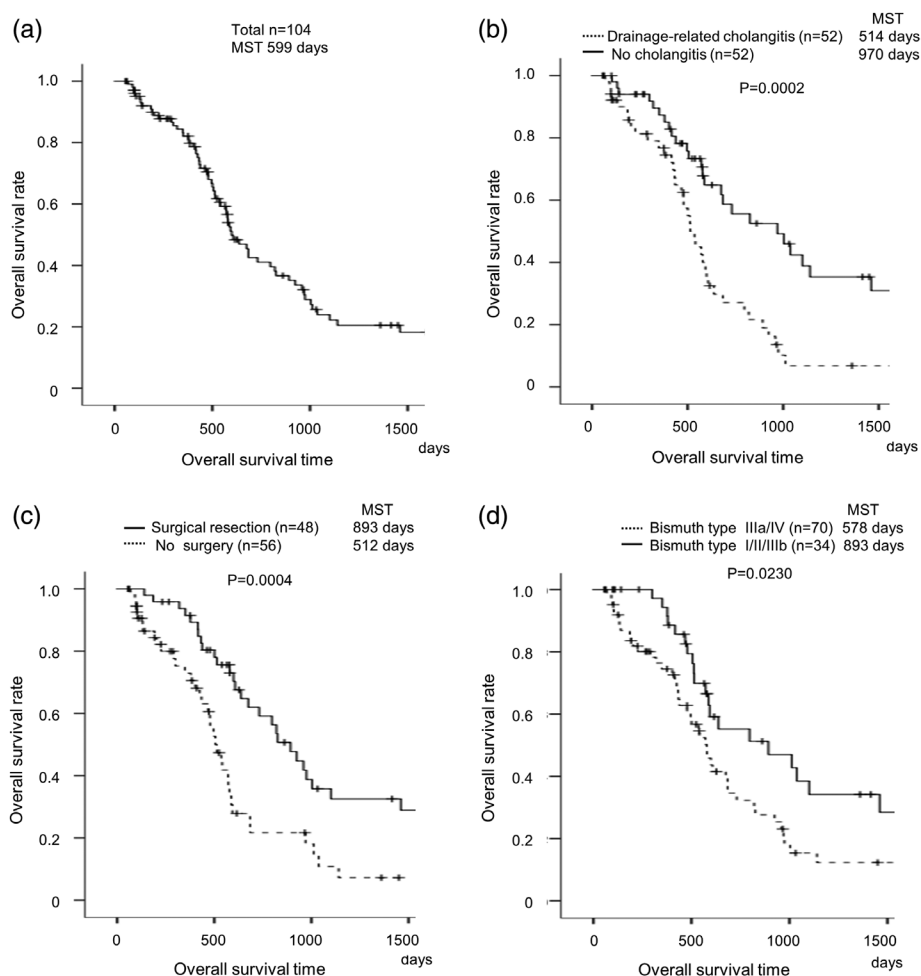 (a)
Total n=104
MST 599 days
1.0
0.8
0.6
0.4
0.2
0
Overall survival rate
0 500 1000 1500
days
Overall survival time
(b)
MST
Drainage-related cholangitis (n=52) 514 days
No cholangitis (n=52) 970 days
P=0.0002
1.0
0.8
0.6
0.4
0.2
0
Overall survival rate
0 500 1000 1500
days
Overall survival time
(c)
MST
Surgical resection (n=48) 893 days
No surgery (n=56) 512 days
P=0.0004
1.0
0.8
0.6
0.4
0.2
0
Overall survival rate
0 500 1000 1500
days
Overall survival time
(d)
MST
Bismuth type IIIa/IV (n=70) 578 days
Bismuth type I/II/IIIb (n=34) 893 days
P=0.0230
1.0
0.8
0.6
0.4
0.2
0
Overall survival rate
0 500 1000 1500
days
Overall survival time